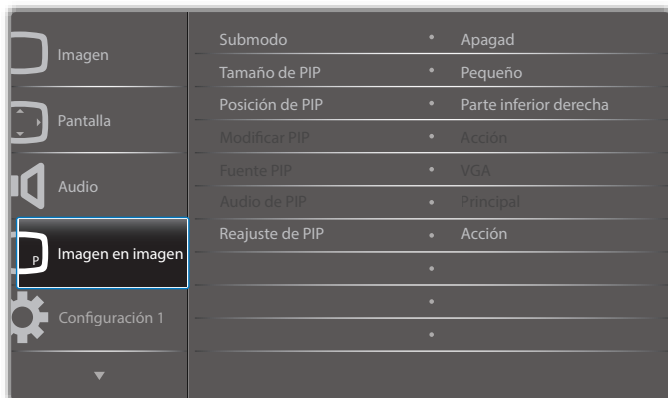 Imagen
Pantalla
Audio
P
Imagen en imagen
Configuración 1
Submodo • Apagad
Tamaño de PIP • Pequeño
Posición de PIP • Parte inferior derecha
Modificar PIP • Acción
Fuente PIP • VGA
Audio de PIP • Principal
Reajuste de PIP • Acción